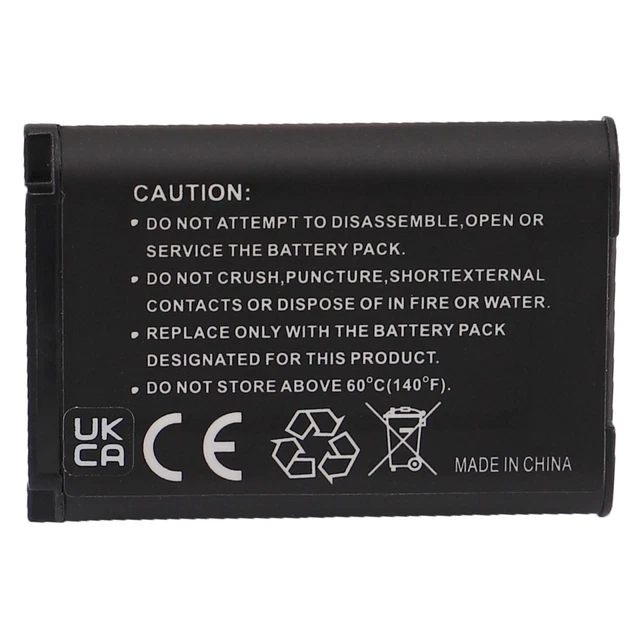 CAUTION:
• DO NOT ATTEMPT TO DISASSEMBLE,OPEN OR
SERVICE THE BATTERY PACK.
• DO NOT CRUSH,PUNCTURE,SHORTEXTERNAL
CONTACTS OR DISPOSE OF IN FIRE OR WATER.
• REPLACE ONLY WITH THE BATTERY PACK
DESIGNATED FOR THIS PRODUCT.
• DO NOT STORE ABOVE 60°C(140°F).
UK
CA
CE
MADE IN CHINA